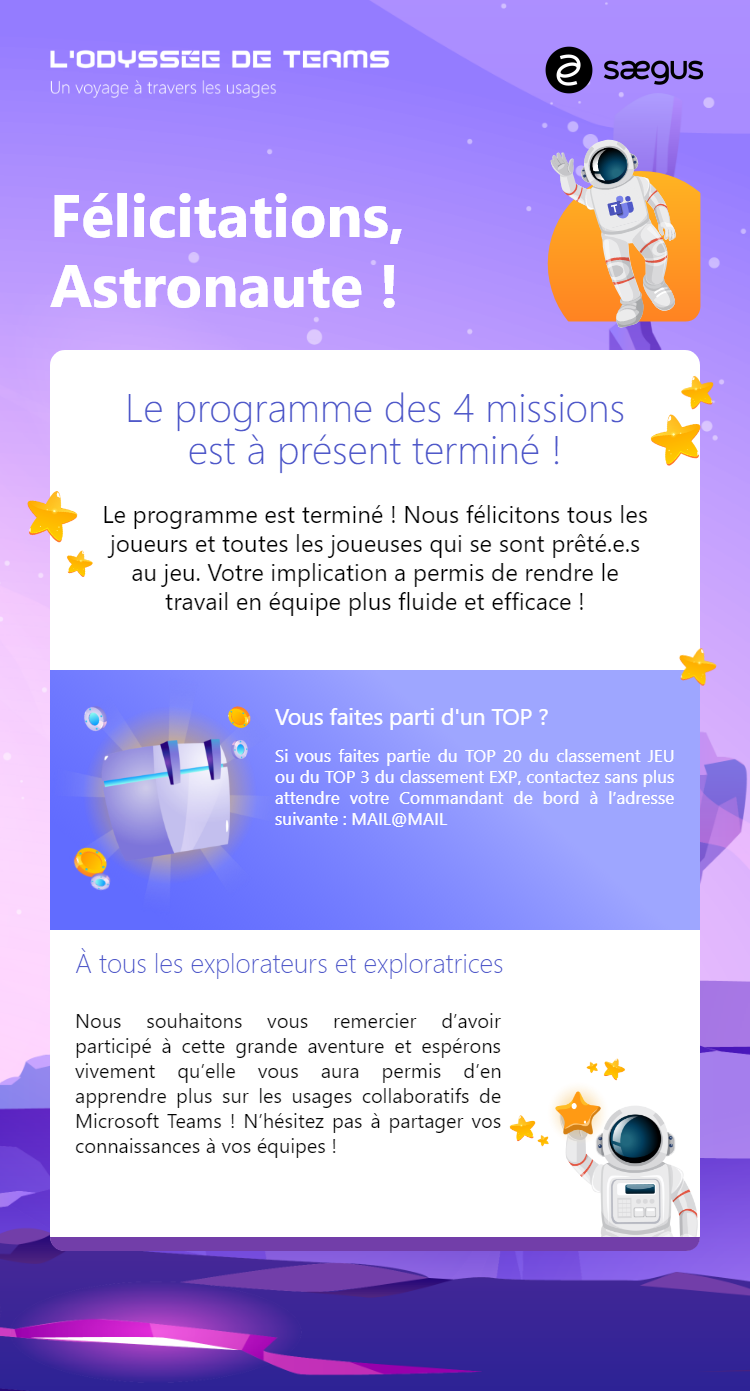 L'ODYSSÉE DE TEAMS
Un voyage à travers les usages
sægus
Félicitations,
Astronaute !
T
Le programme des 4 missions
est à présent terminé !
Le programme est terminé ! Nous félicitons tous les
joueurs et toutes les joueuses qui se sont prêté.e.s
au jeu. Votre implication a permis de rendre le
travail en équipe plus fluide et efficace !
Vous faites parti d'un TOP ?
Si vous faites partie du TOP 20 du classement JEU
ou du TOP 3 du classement EXP, contactez sans plus
attendre votre Commandant de bord à l'adresse
suivante : MAIL@MAIL
À tous les explorateurs et exploratrices
Nous souhaitons vous remercier d’avoir
participé à cette grande aventure et espérons
vivement qu’elle vous aura permis d’en
apprendre plus sur les usages collaboratifs de
Microsoft Teams ! N’hésitez pas à partager vos
connaissances à vos équipes !